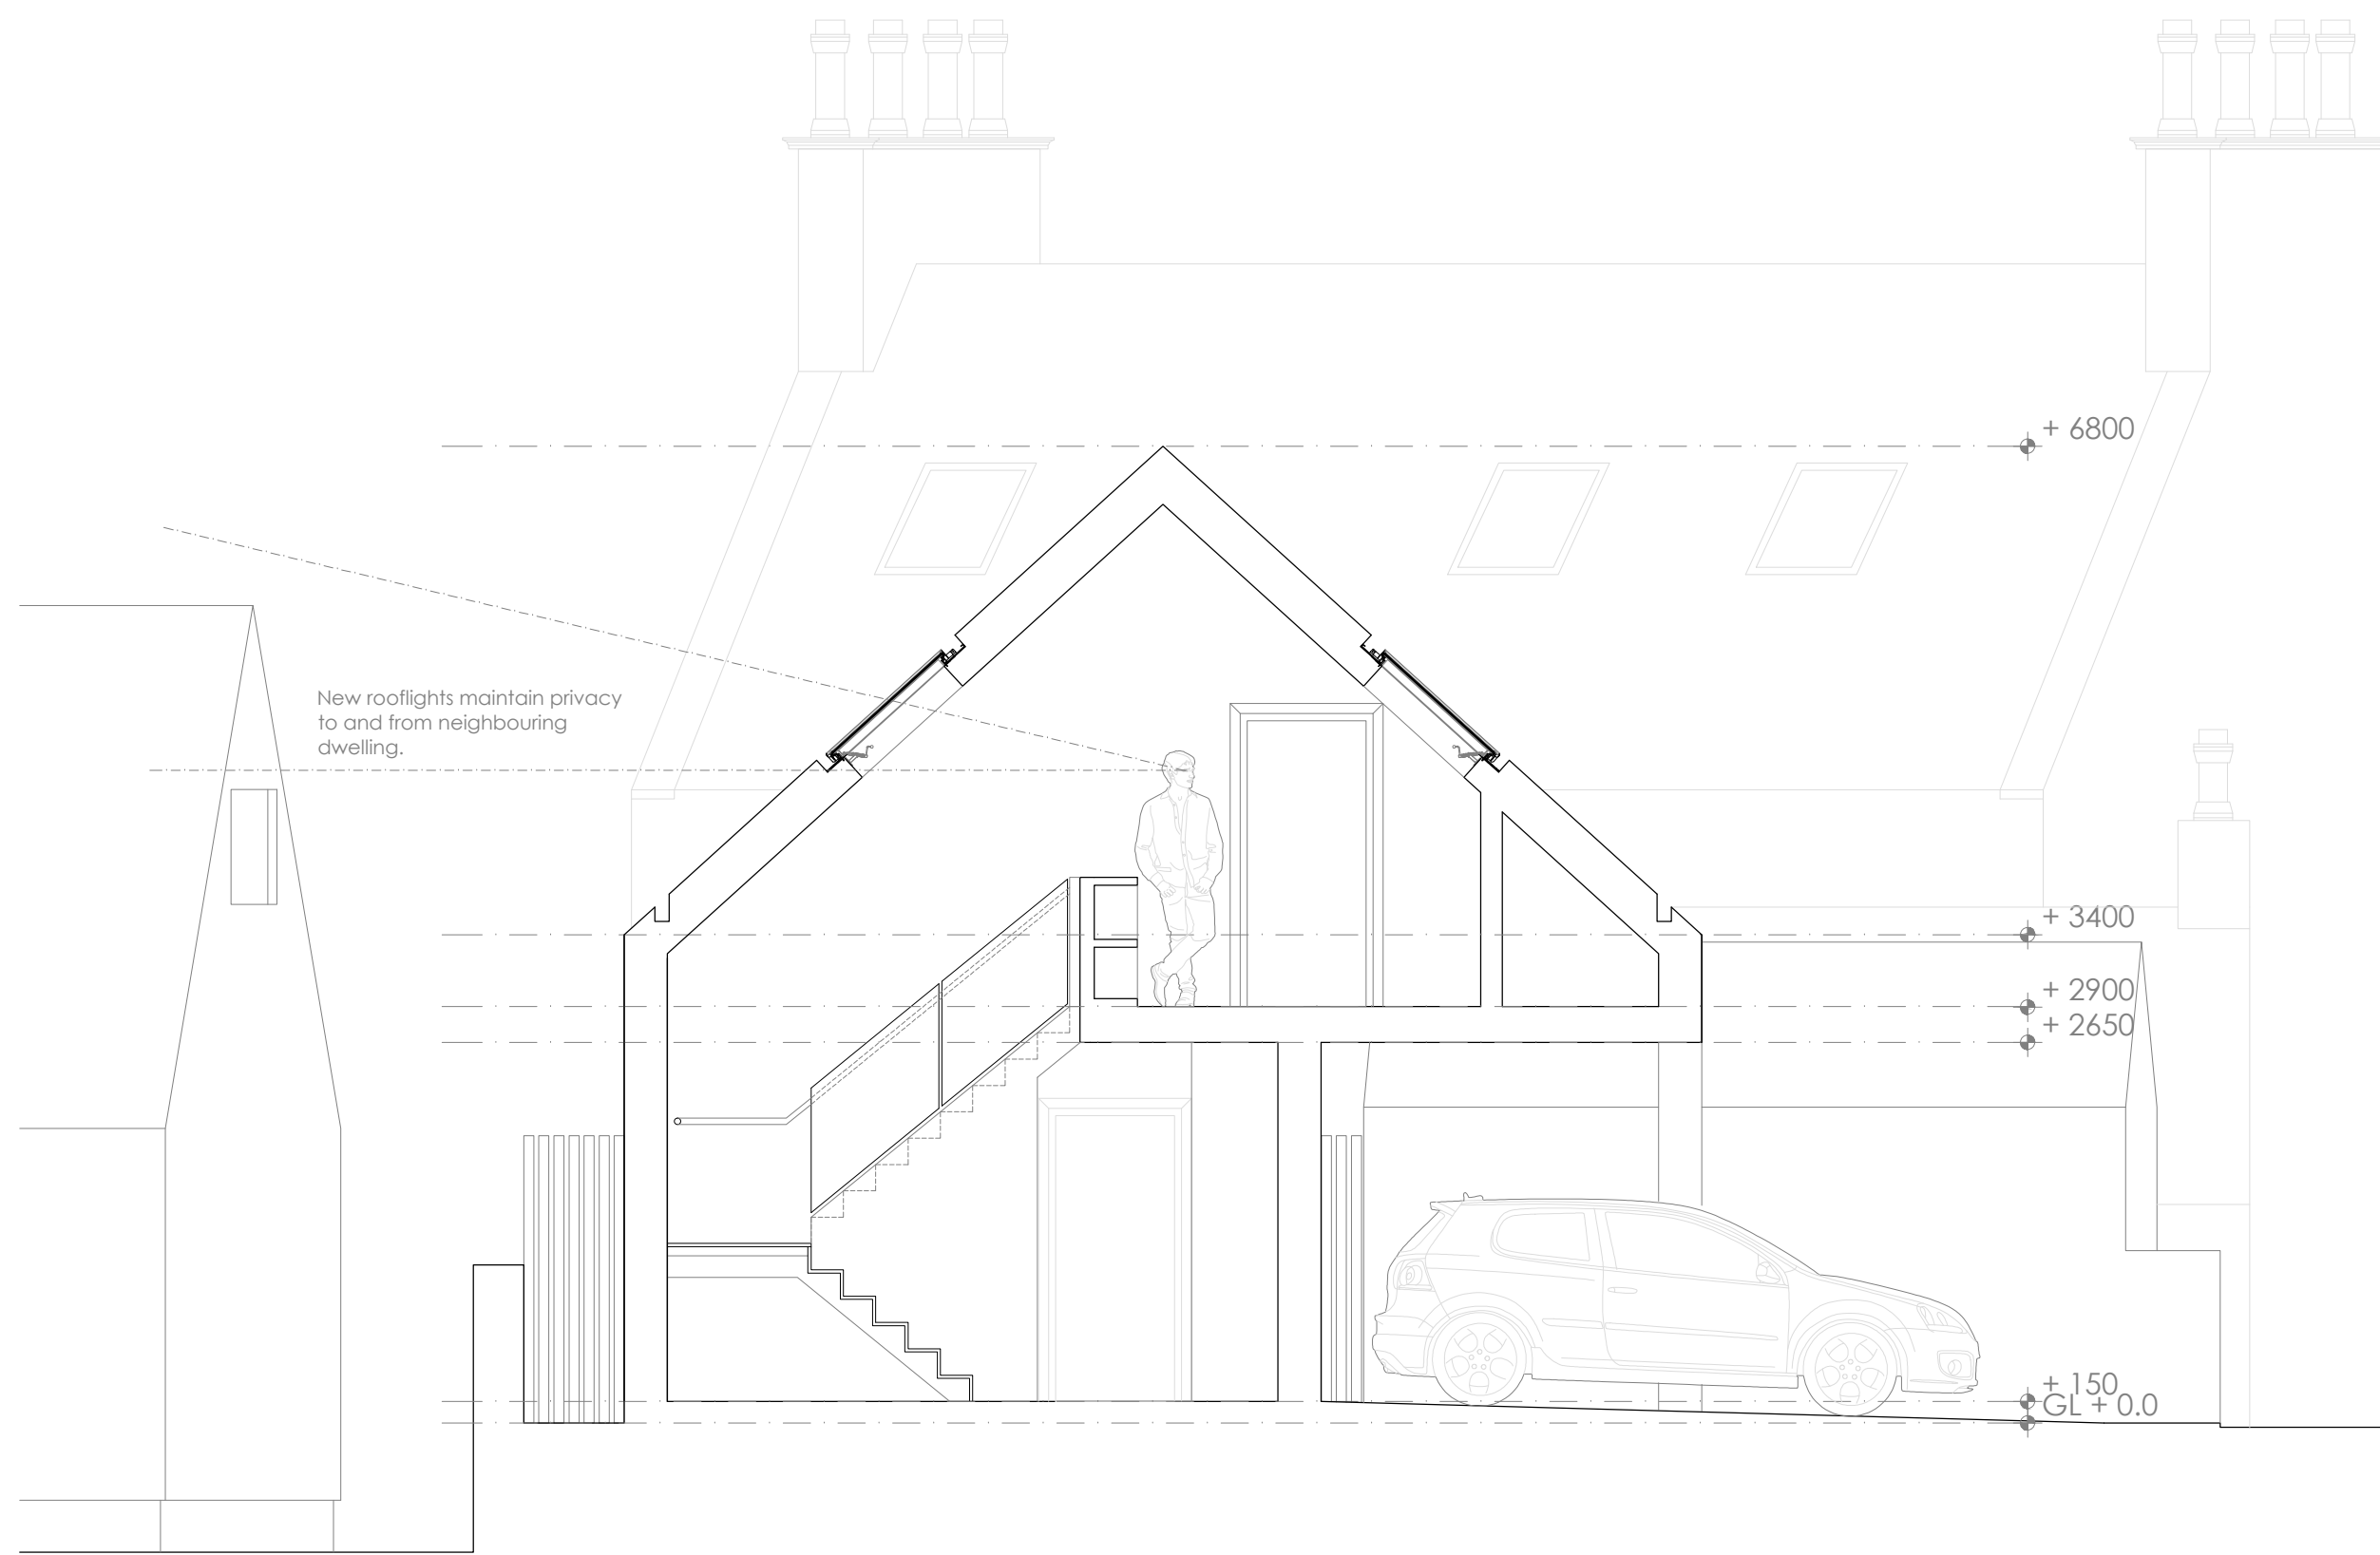 + 6800
New rooflights maintain privacy
to and from neighbouring
dwelling.
+ 3400
+ 2900
+ 2650
+ 150
GL + 0.0